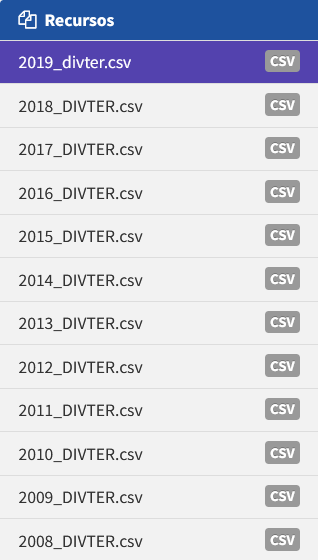 Recursos
2019_divter.csv CSV
2018_DIVTER.csv CSV
2017_DIVTER.csv CSV
2016_DIVTER.csv CSV
2015_DIVTER.csv CSV
2014_DIVTER.csv CSV
2013_DIVTER.csv CSV
2012_DIVTER.csv CSV
2011_DIVTER.csv CSV
2010_DIVTER.csv CSV
2009_DIVTER.csv CSV
2008_DIVTER.csv CSV